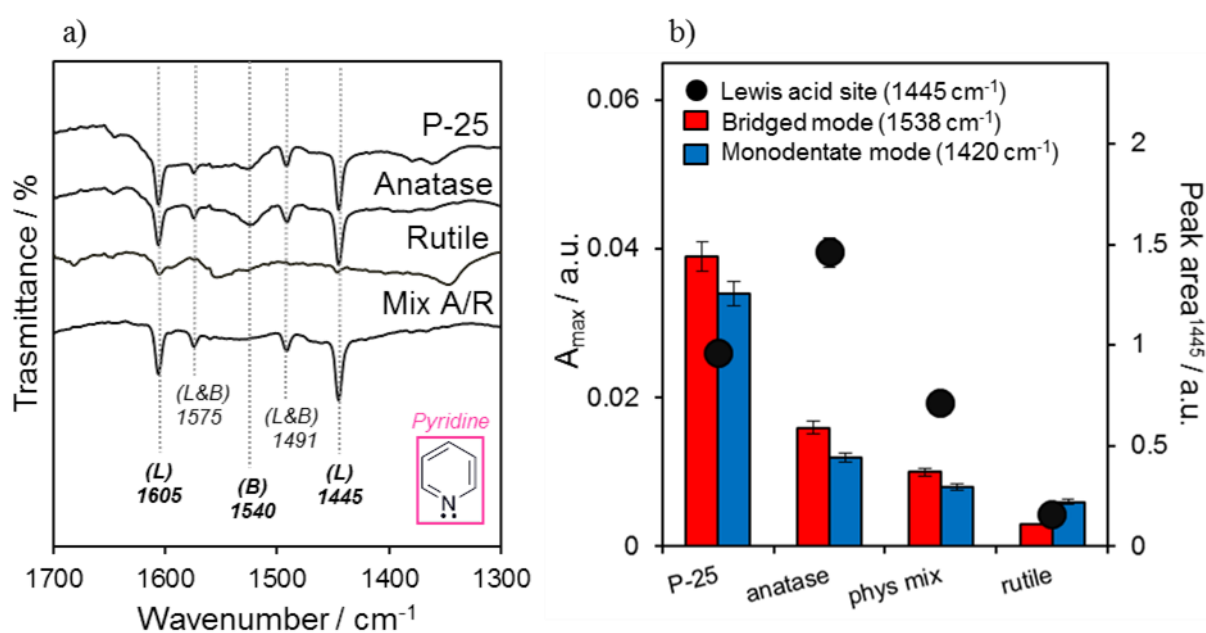 a)
P-25
Anatase
Rutile
Mix A/R
(L&B)
1575
(L&B)
1491
Pyridine
N
(L)
1605
(B)
1540
(L)
1445
Trasmittance / %
1700 1600 1500 1400 1300
Wavenumber / cm-1
b)
Lewis acid site (1445 cm-1)
Bridged mode (1538 cm-1)
Monodentate mode (1420 cm-1)
0.06
0.04
0.02
0
Amax / a.u.
2
1.5
1
0.5
0
Peak area1445 / a.u.
P-25 anatase phys mix rutile